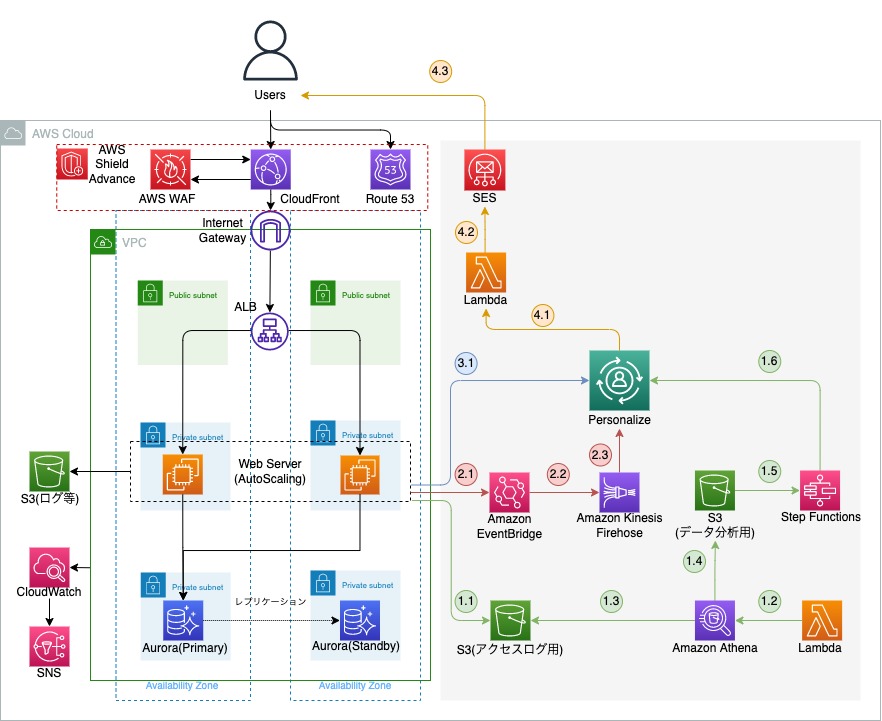 4.3
Users
AWS Cloud
AWS
Shield
Advance
AWS WAF
CloudFront
53
Route 53
SES
Internet
Gateway
4.2
VPC
Lambda
Public subnet
Public subnet
ALB
4.1
3.1
1.6
Personalize
Private subnet
Private subnet
2.3
Web Server
(AutoScaling)
2.1
2.2
1.5
S3(ログ等)
Amazon
EventBridge
Amazon Kinesis
Firehose
S3
(データ分析用)
Step Functions
1.4
CloudWatch
Private subnet
Private subnet
レプリケーション
1.1
1.3
1.2
Aurora(Primary)
Aurora(Standby)
S3(アクセスログ用)
Amazon Athena
Lambda
SNS
Availability Zone
Availability Zone